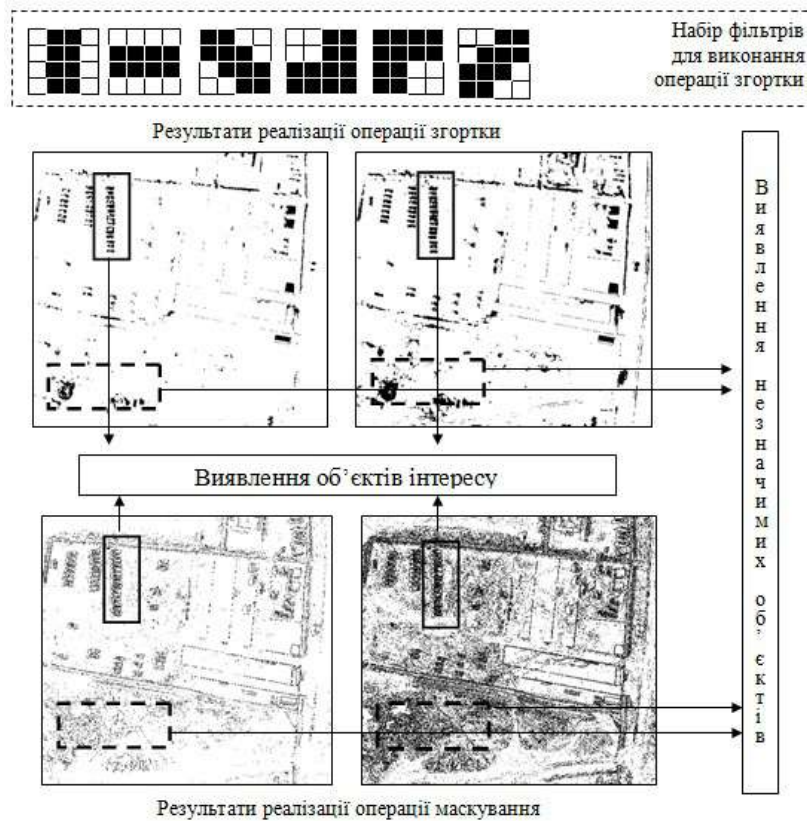 Набір фільтрів
для виконання
операції згортки
Результати реалізації операції згортки
Виявлення незначимих об’єктів
Виявлення об’єктів інтересу
Результати реалізації операції маскування